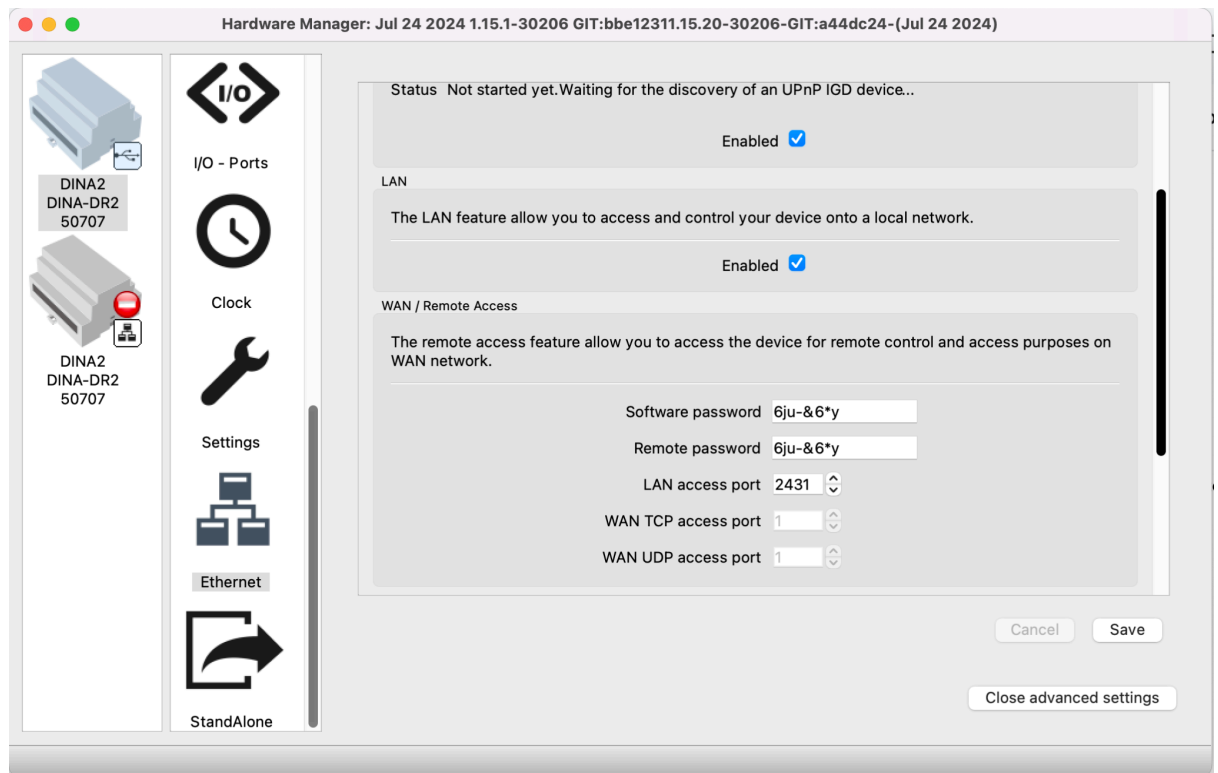 Hardware Manager: Jul 24 2024 1.15.1-30206 GIT:bbe12311.15.20-30206-GIT:a44dc24-(Jul 24 2024)
DINA2
DINA-DR2
50707
DINA2
DINA-DR2
50707
I/O
I/O - Ports
Clock
Settings
Ethernet
StandAlone
Status Not started yet.Waiting for the discovery of an UPnP IGD device...
Enabled
LAN
The LAN feature allow you to access and control your device onto a local network.
Enabled
WAN / Remote Access
The remote access feature allow you to access the device for remote control and access purposes on
WAN network.
Software password 6ju-&6*y
Remote password 6ju-&6*y
LAN access port 2431
WAN TCP access port 1
WAN UDP access port 1
Cancel Save
Close advanced settings